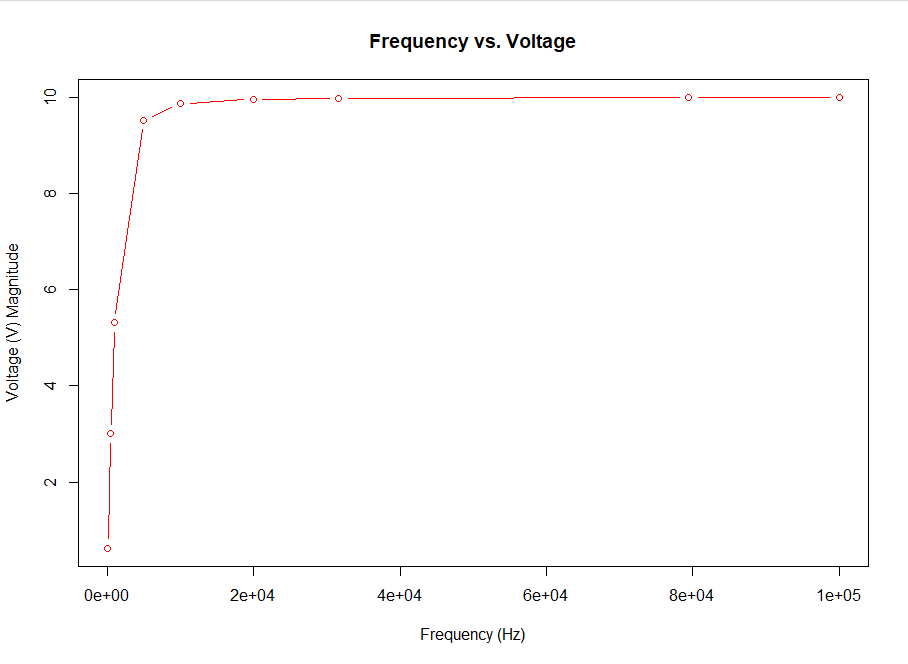 Frequency vs. Voltage
10
8
6
4
2
Voltage (V) Magnitude
0e+00 2e+04 4e+04 6e+04 8e+04 1e+05
Frequency (Hz)